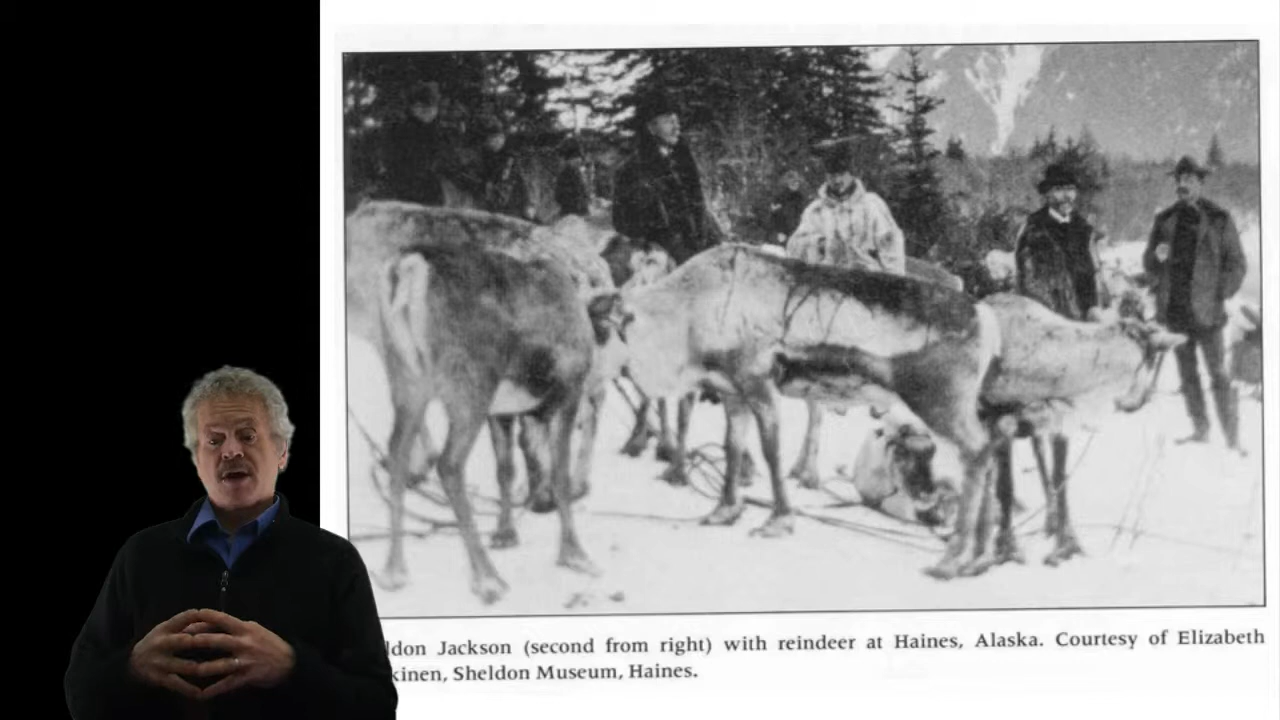 ldon Jackson (second from right) with reindeer at Haines, Alaska. Courtesy of Elizabeth
kinen, Sheldon Museum, Haines.